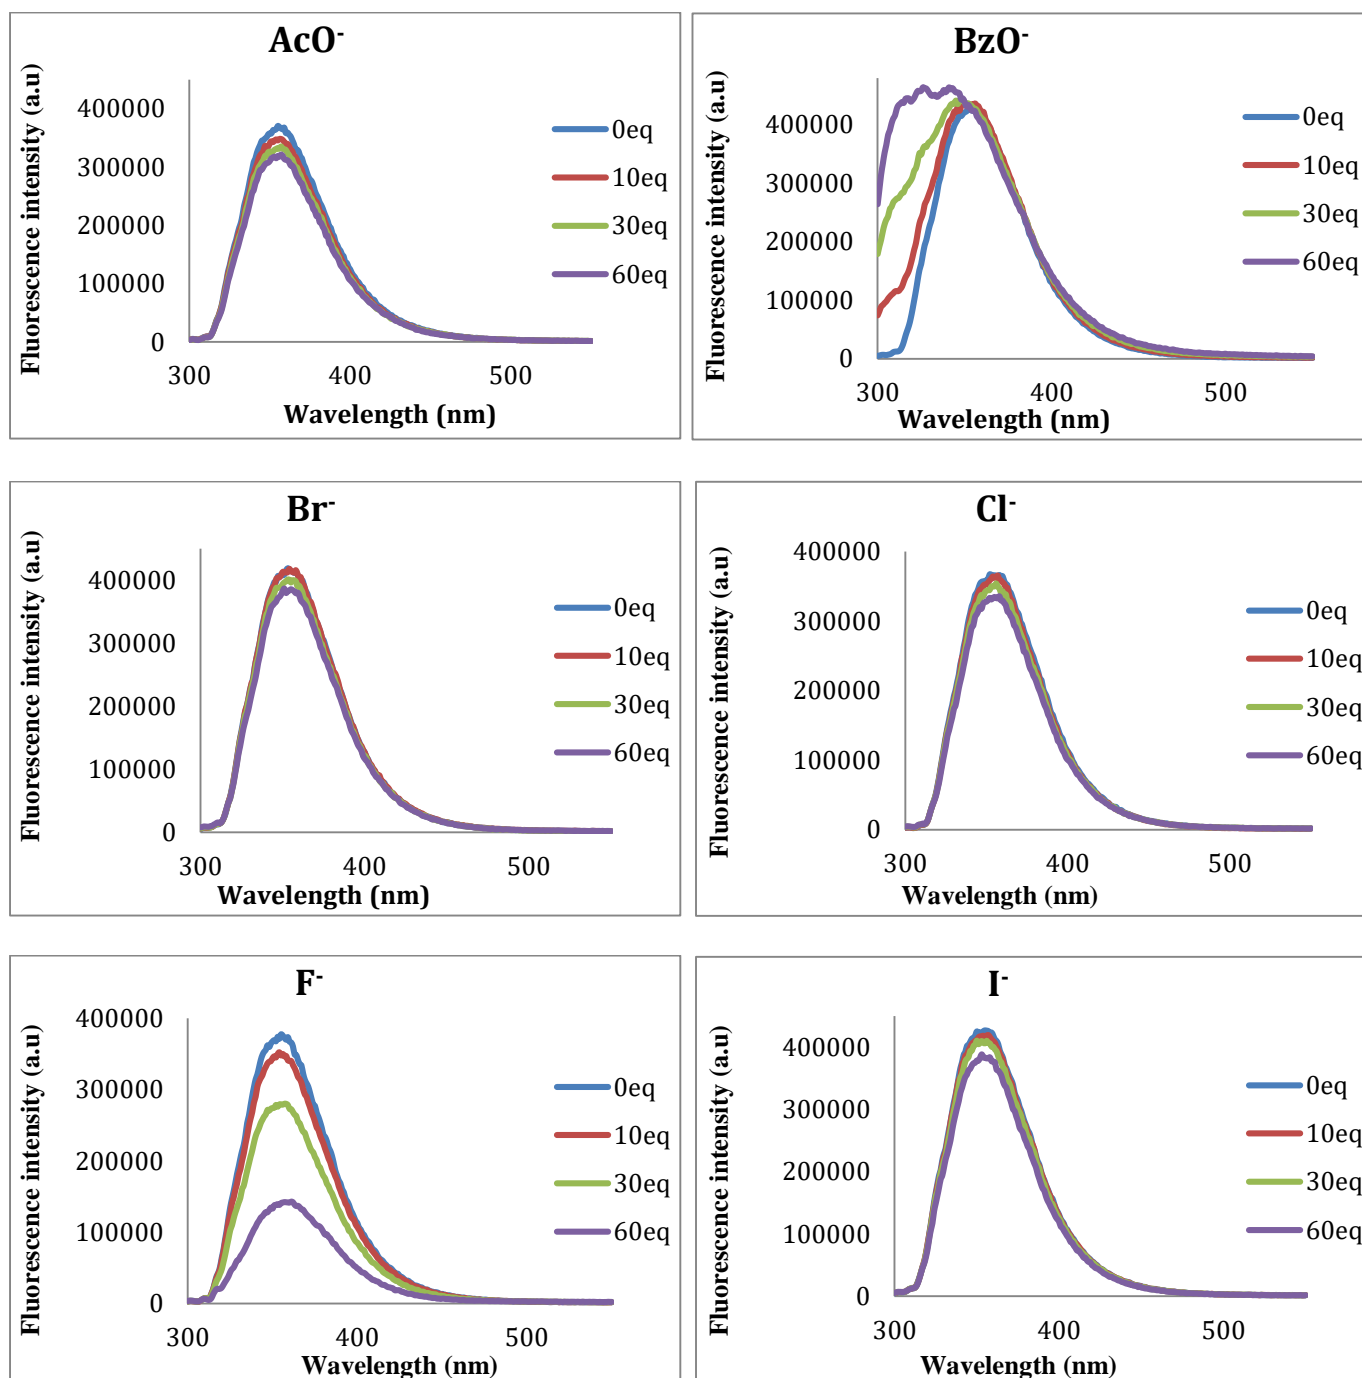 AcO⁻
Fluorescence intensity (a.u)
400000
300000
200000
100000
0
300 400 500
Wavelength (nm)
0eq
10eq
30eq
60eq
BzO⁻
Fluorescence intensity (a.u)
400000
300000
200000
100000
0
300 400 500
Wavelength (nm)
0eq
10eq
30eq
60eq
Br⁻
Fluorescence intensity (a.u)
400000
300000
200000
100000
0
300 400 500
Wavelength (nm)
0eq
10eq
30eq
60eq
Cl⁻
Fluorescence intensity (a.u)
400000
300000
200000
100000
0
300 400 500
Wavelength (nm)
0eq
10eq
30eq
60eq
F⁻
Fluorescence intensity (a.u)
400000
300000
200000
100000
0
300 400 500
Wavelength (nm)
0eq
10eq
30eq
60eq
I⁻
Fluorescence intensity (a.u)
400000
300000
200000
100000
0
300 400 500
Wavelength (nm)
0eq
10eq
30eq
60eq